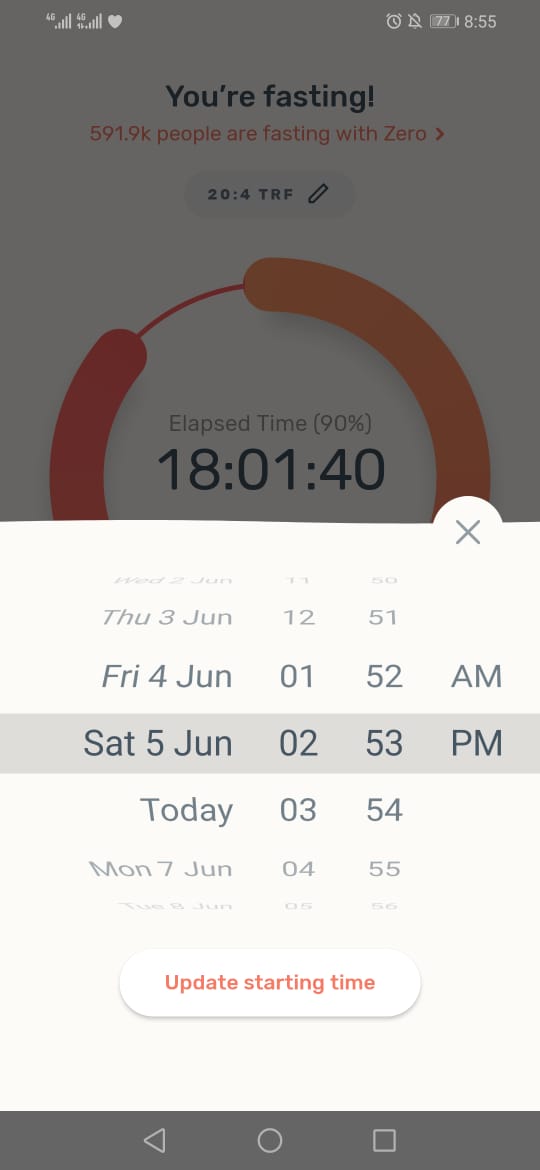 4G 4G 77 8:55
You're fasting!
591.9k people are fasting with Zero
20:4 TRF
Elapsed Time (90%)
18:01:40
Wed 2 Jun 11 50
Thu 3 Jun 12 51
Fri 4 Jun 01 52 AM
Sat 5 Jun 02 53 PM
Today 03 54
Mon 7 Jun 04 55
Tue 8 Jun 05 56
Update starting time